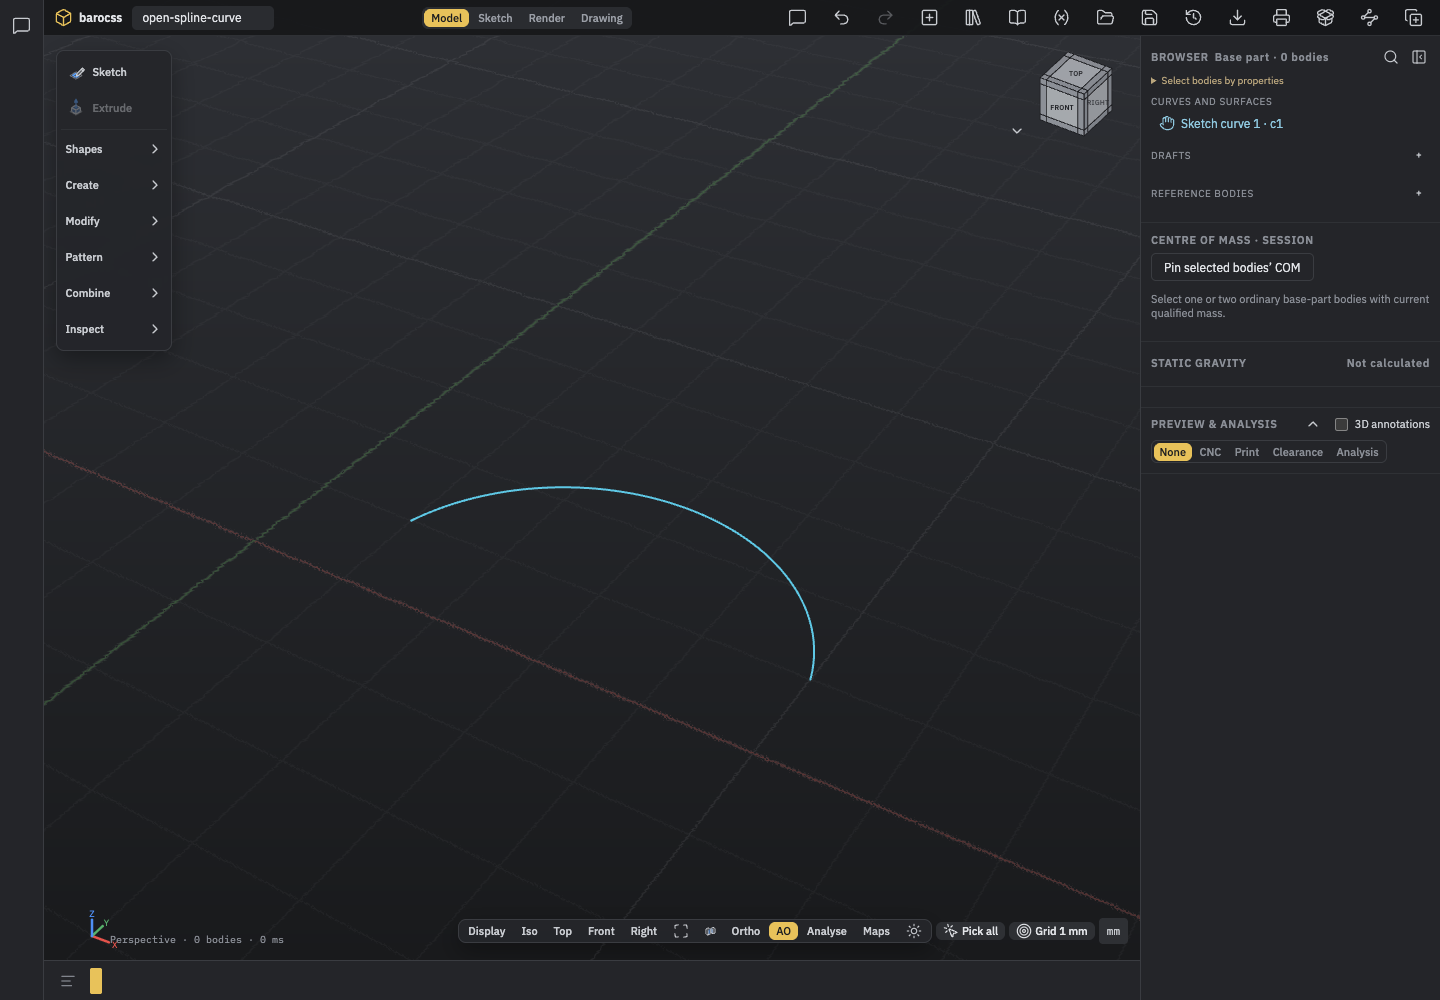 barocss
open-spline-curve
Model Sketch Render Drawing
Sketch
Extrude
Shapes
Create
Modify
Pattern
Combine
Inspect
TOP
FRONT
RIGHT
BROWSER Base part · 0 bodies
Select bodies by properties
CURVES AND SURFACES
Sketch curve 1 · c1
DRAFTS
REFERENCE BODIES
CENTRE OF MASS · SESSION
Pin selected bodies’ COM
Select one or two ordinary base-part bodies with current
qualified mass.
STATIC GRAVITY Not calculated
PREVIEW & ANALYSIS 3D annotations
None CNC Print Clearance Analysis
Z
Y
X
Perspective · 0 bodies · 0 ms
Display Iso Top Front Right Ortho AO Analyse Maps Pick all Grid 1 mm mm